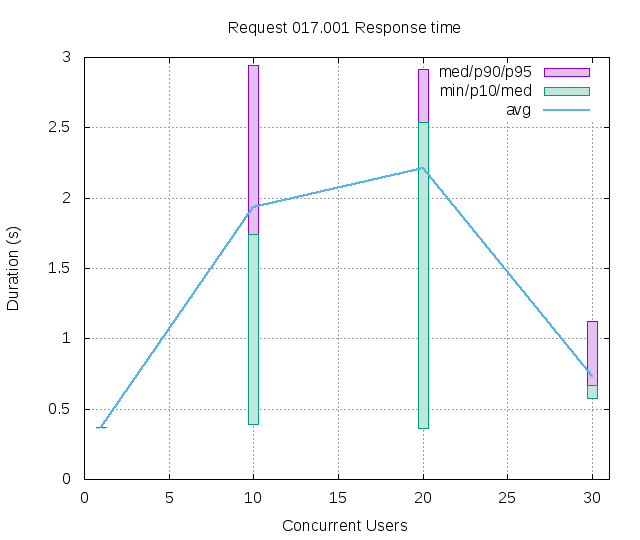 Request 017.001 Response time
3
2.5
2
1.5
1
0.5
0
Duration (s)
med/p90/p95
min/p10/med
avg
0 5 10 15 20 25 30
Concurrent Users